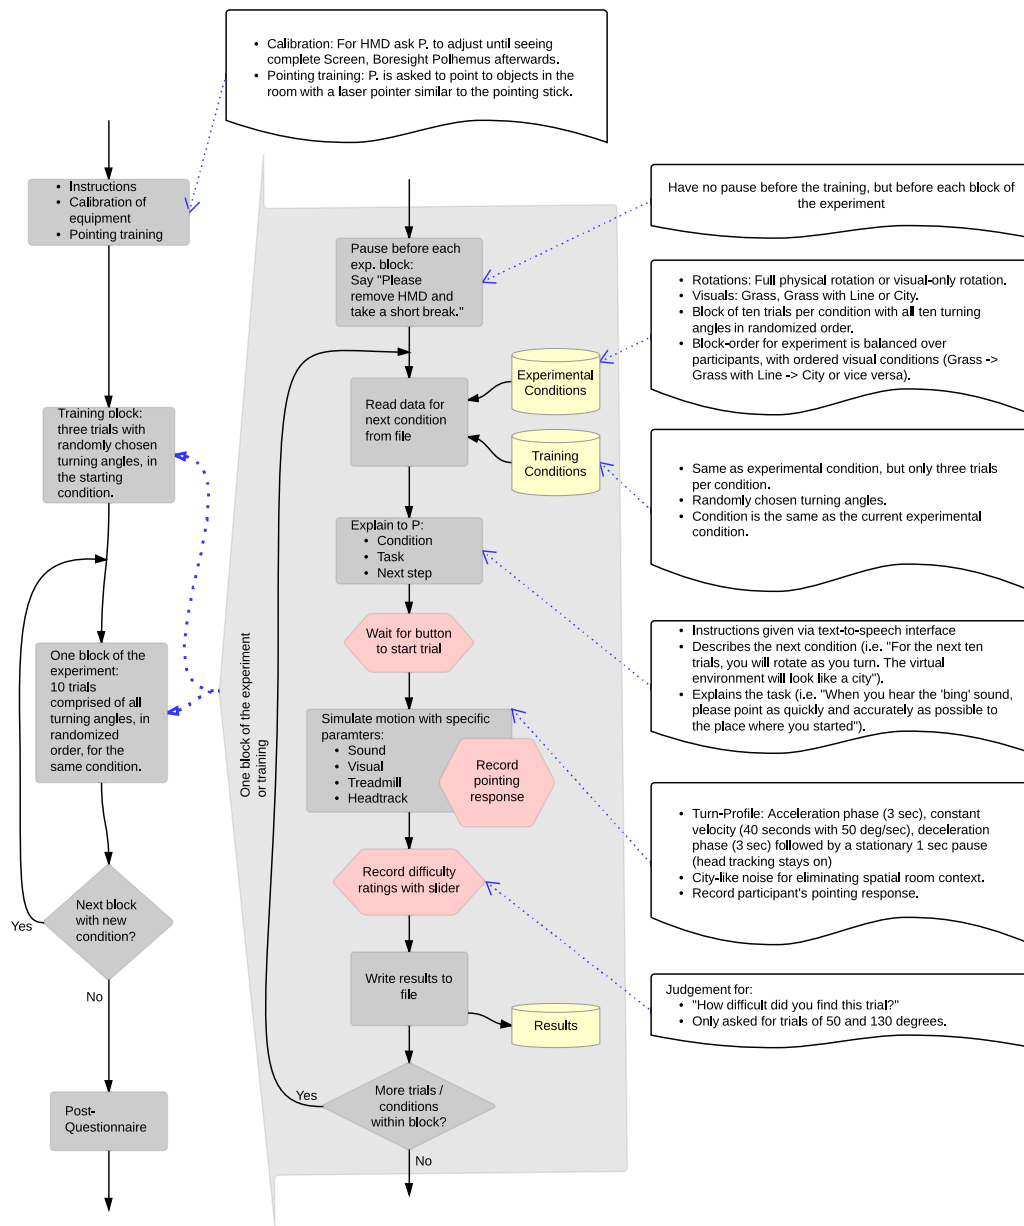 • Calibration: For HMD ask P. to adjust until seeing
complete Screen, Boresight Polhemus afterwards.
• Pointing training: P. is asked to point to objects in the
room with a laser pointer similar to the pointing stick.
• Instructions
• Calibration of
equipment
• Pointing training
Training block:
three trials with
randomly chosen
turning angles, in
the starting
condition.
One block of the
experiment:
10 trials
comprised of all
turning angles, in
randomized
order, for the
same condition.
Next block
with new
condition?
Yes
No
Post-
Questionnaire
One block of the experiment
or training
Pause before each
exp. block:
Say "Please
remove HMD and
take a short break."
Read data for
next condition
from file
Experimental
Conditions
Training
Conditions
Explain to P:
• Condition
• Task
• Next step
Wait for button
to start trial
Simulate motion with specific
paramters:
• Sound
• Visual
• Treadmill
• Headtrack
Record
pointing
response
Record difficulty
ratings with slider
Write results to
file
Results
More trials /
conditions
within block?
Yes
No
Have no pause before the training, but before each block of
the experiment
• Rotations: Full physical rotation or visual-only rotation.
• Visuals: Grass, Grass with Line or City.
• Block of ten trials per condition with all ten turning
angles in randomized order.
• Block-order for experiment is balanced over
participants, with ordered visual conditions (Grass ->
Grass with Line -> City or vice versa).
• Same as experimental condition, but only three trials
per condition.
• Randomly chosen turning angles.
• Condition is the same as the current experimental
condition.
• Instructions given via text-to-speech interface
• Describes the next condition (i.e. "For the next ten
trials, you will rotate as you turn. The virtual
environment will look like a city").
• Explains the task (i.e. "When you hear the 'bing' sound,
please point as quickly and accurately as possible to
the place where you started").
• Turn-Profile: Acceleration phase (3 sec), constant
velocity (40 seconds with 50 deg/sec), deceleration
phase (3 sec) followed by a stationary 1 sec pause
(head tracking stays on)
• City-like noise for eliminating spatial room context.
• Record participant's pointing response.
Judgement for:
• "How difficult did you find this trial?"
• Only asked for trials of 50 and 130 degrees.